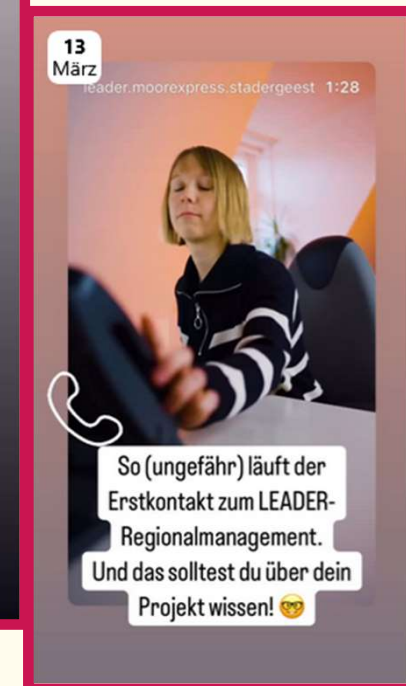 13
März
leader.moorexpress.stadergeest 1:28
So (ungefähr) läuft der
Erstkontakt zum LEADER-
Regionalmanagement.
Und das solltest du über dein
Projekt wissen! 🤓